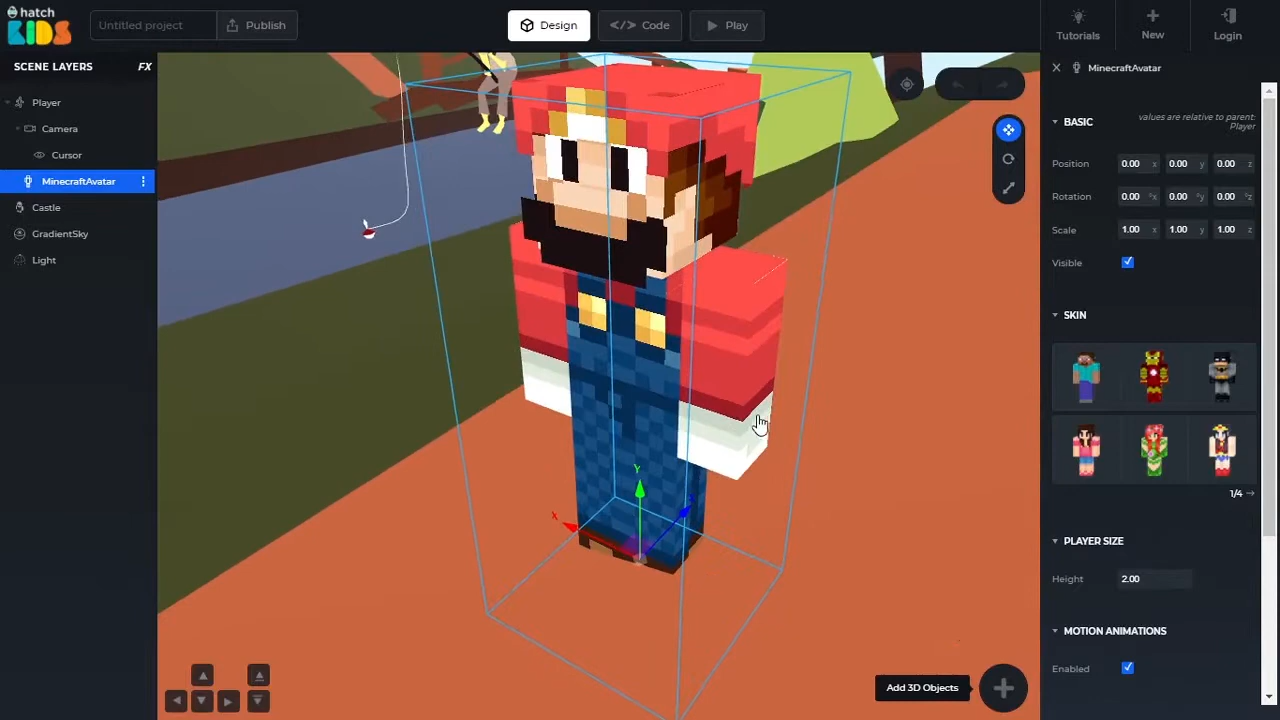 hatch
KIDS
Untitled project
Publish
Design
</> Code
Play
Tutorials
New
Login
SCENE LAYERS
FX
Player
Camera
Cursor
MinecraftAvatar
Castle
GradientSky
Light
MinecraftAvatar
BASIC
values are relative to parent:
Player
Position 0.00 x 0.00 y 0.00 z
Rotation 0.00 °x 0.00 °y 0.00 °z
Scale 1.00 x 1.00 y 1.00 z
Visible
SKIN
1/4
PLAYER SIZE
Height 2.00
MOTION ANIMATIONS
Enabled
Y
X
Add 3D Objects